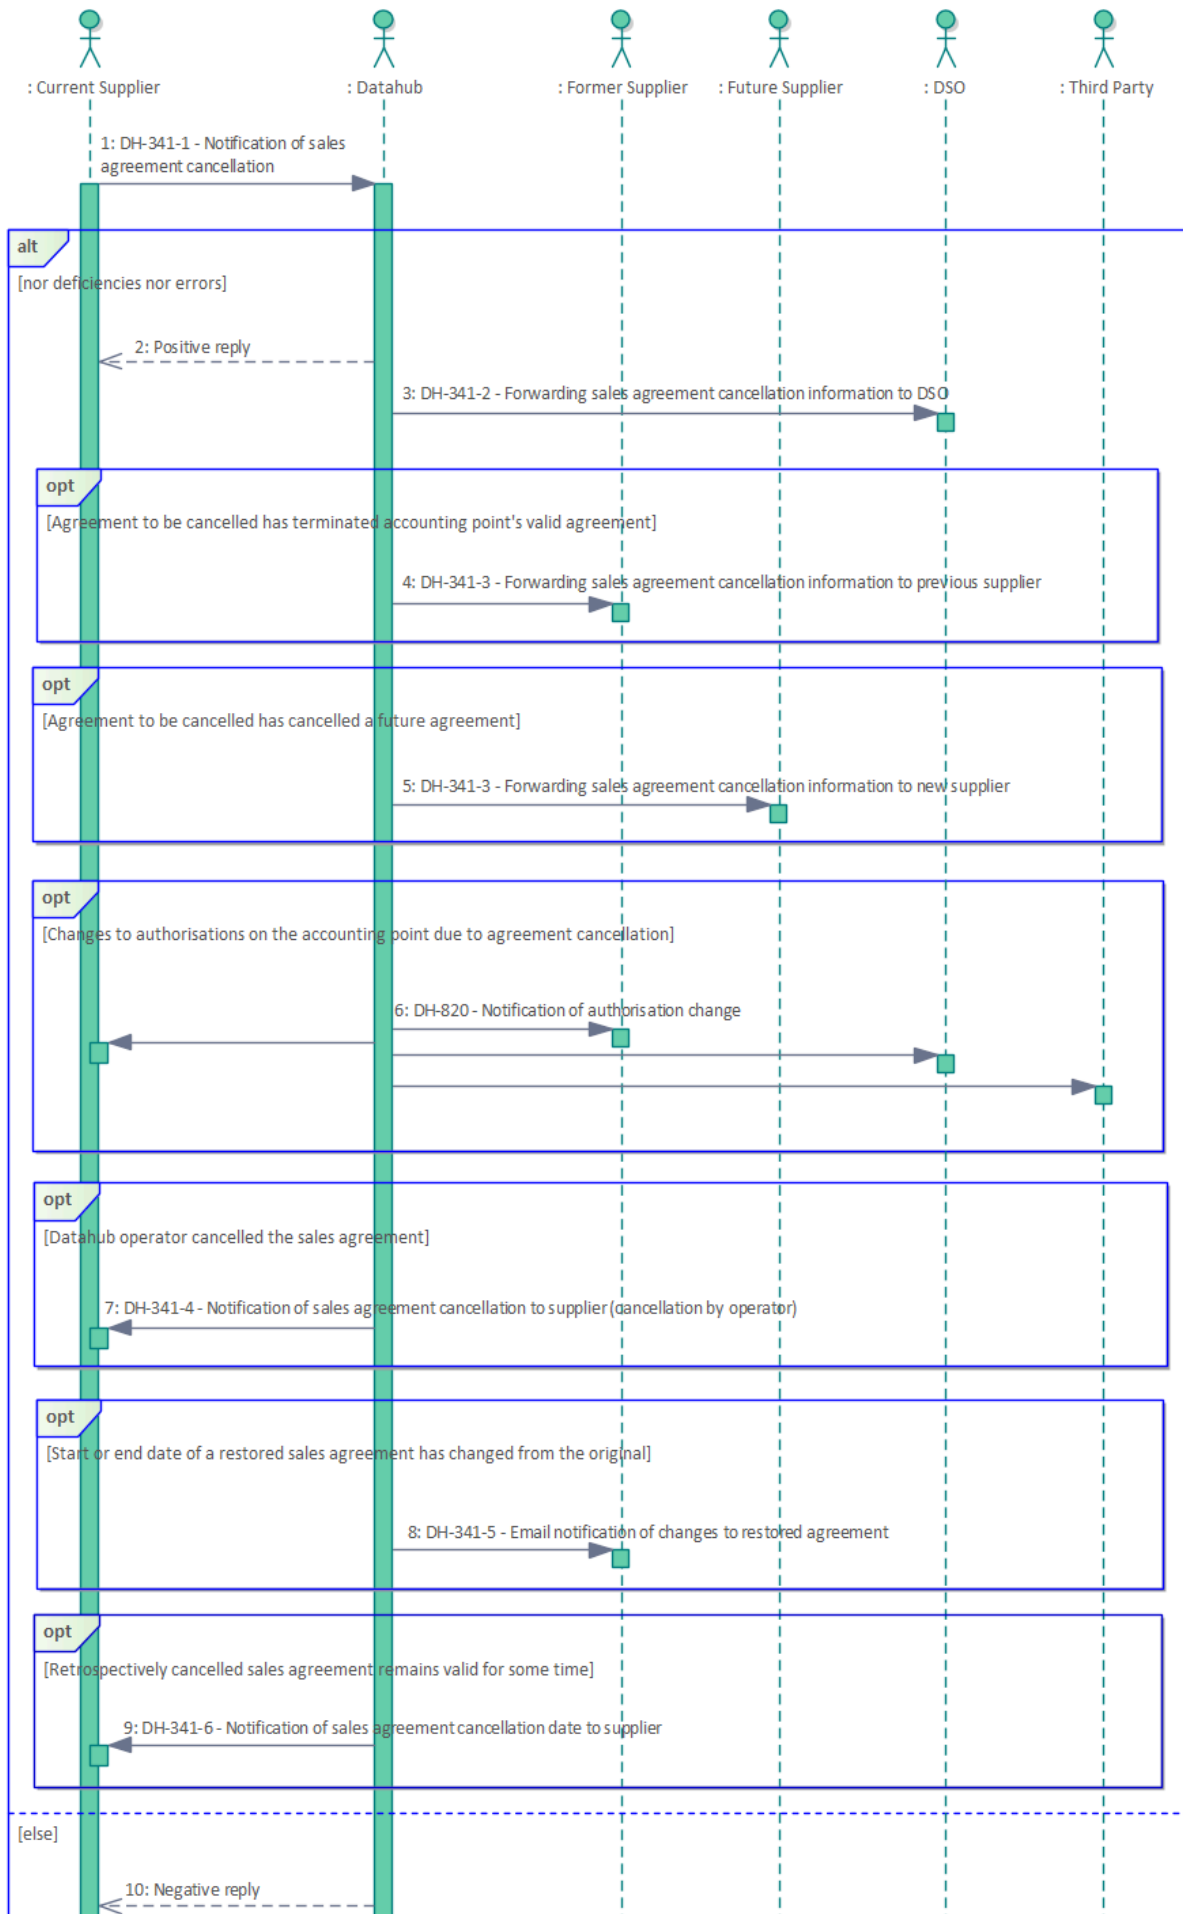 : Current Supplier
: Datahub
: Former Supplier
: Future Supplier
: DSO
: Third Party
1: DH-341-1 - Notification of sales
agreement cancellation
alt
[nor deficiencies nor errors]
2: Positive reply
3: DH-341-2 - Forwarding sales agreement cancellation information to DSO
opt
[Agreement to be cancelled has terminated accounting point's valid agreement]
4: DH-341-3 - Forwarding sales agreement cancellation information to previous supplier
opt
[Agreement to be cancelled has cancelled a future agreement]
5: DH-341-3 - Forwarding sales agreement cancellation information to new supplier
opt
[Changes to authorisations on the accounting point due to agreement cancellation]
6: DH-820 - Notification of authorisation change
opt
[Datahub operator cancelled the sales agreement]
7: DH-341-4 - Notification of sales agreement cancellation to supplier (cancellation by operator)
opt
[Start or end date of a restored sales agreement has changed from the original]
8: DH-341-5 - Email notification of changes to restored agreement
opt
[Retrospectively cancelled sales agreement remains valid for some time]
9: DH-341-6 - Notification of sales agreement cancellation date to supplier
[else]
10: Negative reply